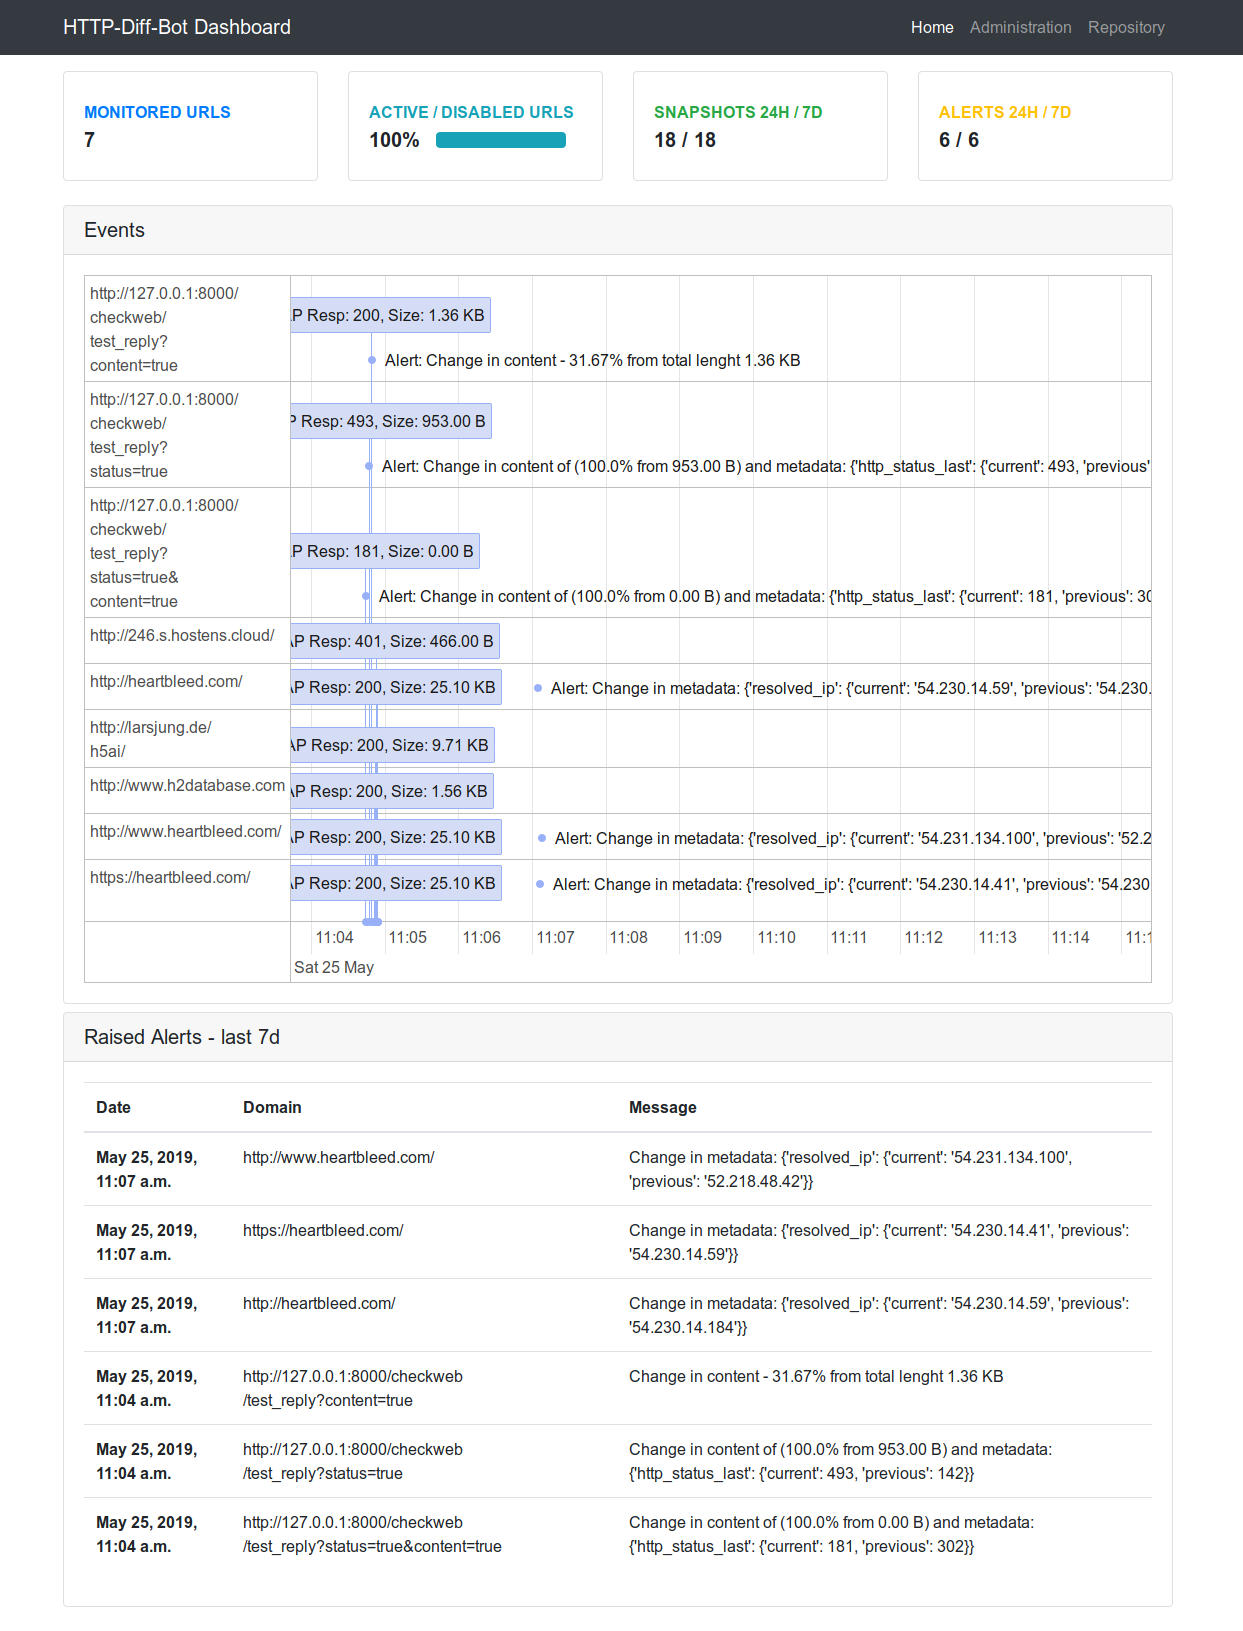 HTTP-Diff-Bot Dashboard
Home Administration Repository
MONITORED URLS
7
ACTIVE / DISABLED URLS
100%
SNAPSHOTS 24H / 7D
18 / 18
ALERTS 24H / 7D
6 / 6
Events
http://127.0.0.1:8000/
checkweb/
test_reply?
content=true
P Resp: 200, Size: 1.36 KB
Alert: Change in content - 31.67% from total lenght 1.36 KB
http://127.0.0.1:8000/
checkweb/
test_reply?
status=true
P Resp: 493, Size: 953.00 B
Alert: Change in content of (100.0% from 953.00 B) and metadata: {'http_status_last': {'current': 493, 'previous'
http://127.0.0.1:8000/
checkweb/
test_reply?
status=true&
content=true
P Resp: 181, Size: 0.00 B
Alert: Change in content of (100.0% from 0.00 B) and metadata: {'http_status_last': {'current': 181, 'previous': 30
http://246.s.hostens.cloud/
AP Resp: 401, Size: 466.00 B
http://heartbleed.com/
AP Resp: 200, Size: 25.10 KB
Alert: Change in metadata: {'resolved_ip': {'current': '54.230.14.59', 'previous': '54.230.
http://larsjung.de/
h5ai/
AP Resp: 200, Size: 9.71 KB
http://www.h2database.com
AP Resp: 200, Size: 1.56 KB
http://www.heartbleed.com/
AP Resp: 200, Size: 25.10 KB
Alert: Change in metadata: {'resolved_ip': {'current': '54.231.134.100', 'previous': '52.2
https://heartbleed.com/
AP Resp: 200, Size: 25.10 KB
Alert: Change in metadata: {'resolved_ip': {'current': '54.230.14.41', 'previous': '54.230
11:04 11:05 11:06 11:07 11:08 11:09 11:10 11:11 11:12 11:13 11:14 11:1
Sat 25 May
Raised Alerts - last 7d
Date Domain Message
May 25, 2019,
11:07 a.m.
http://www.heartbleed.com/
Change in metadata: {'resolved_ip': {'current': '54.231.134.100',
'previous': '52.218.48.42'}}
May 25, 2019,
11:07 a.m.
https://heartbleed.com/
Change in metadata: {'resolved_ip': {'current': '54.230.14.41', 'previous':
'54.230.14.59'}}
May 25, 2019,
11:07 a.m.
http://heartbleed.com/
Change in metadata: {'resolved_ip': {'current': '54.230.14.59', 'previous':
'54.230.14.184'}}
May 25, 2019,
11:04 a.m.
http://127.0.0.1:8000/checkweb
/test_reply?content=true
Change in content - 31.67% from total lenght 1.36 KB
May 25, 2019,
11:04 a.m.
http://127.0.0.1:8000/checkweb
/test_reply?status=true
Change in content of (100.0% from 953.00 B) and metadata:
{'http_status_last': {'current': 493, 'previous': 142}}
May 25, 2019,
11:04 a.m.
http://127.0.0.1:8000/checkweb
/test_reply?status=true&content=true
Change in content of (100.0% from 0.00 B) and metadata:
{'http_status_last': {'current': 181, 'previous': 302}}